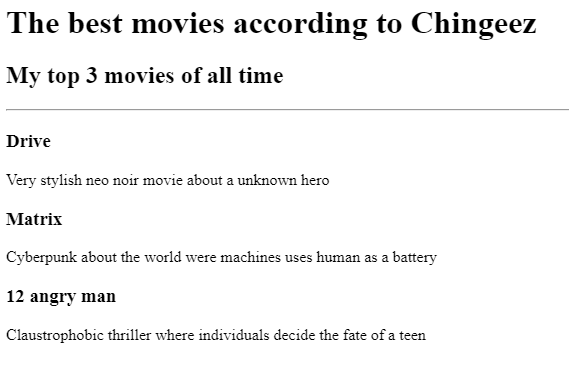 The best movies according to Chingeez
My top 3 movies of all time
Drive
Very stylish neo noir movie about a unknown hero
Matrix
Cyberpunk about the world were machines uses human as a battery
12 angry man
Claustrophobic thriller where individuals decide the fate of a teen